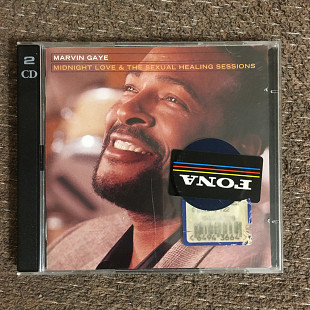 2
CD
MARVIN GAYE
MIDNIGHT LOVE & THE SEXUAL HEALING SESSIONS
FONA